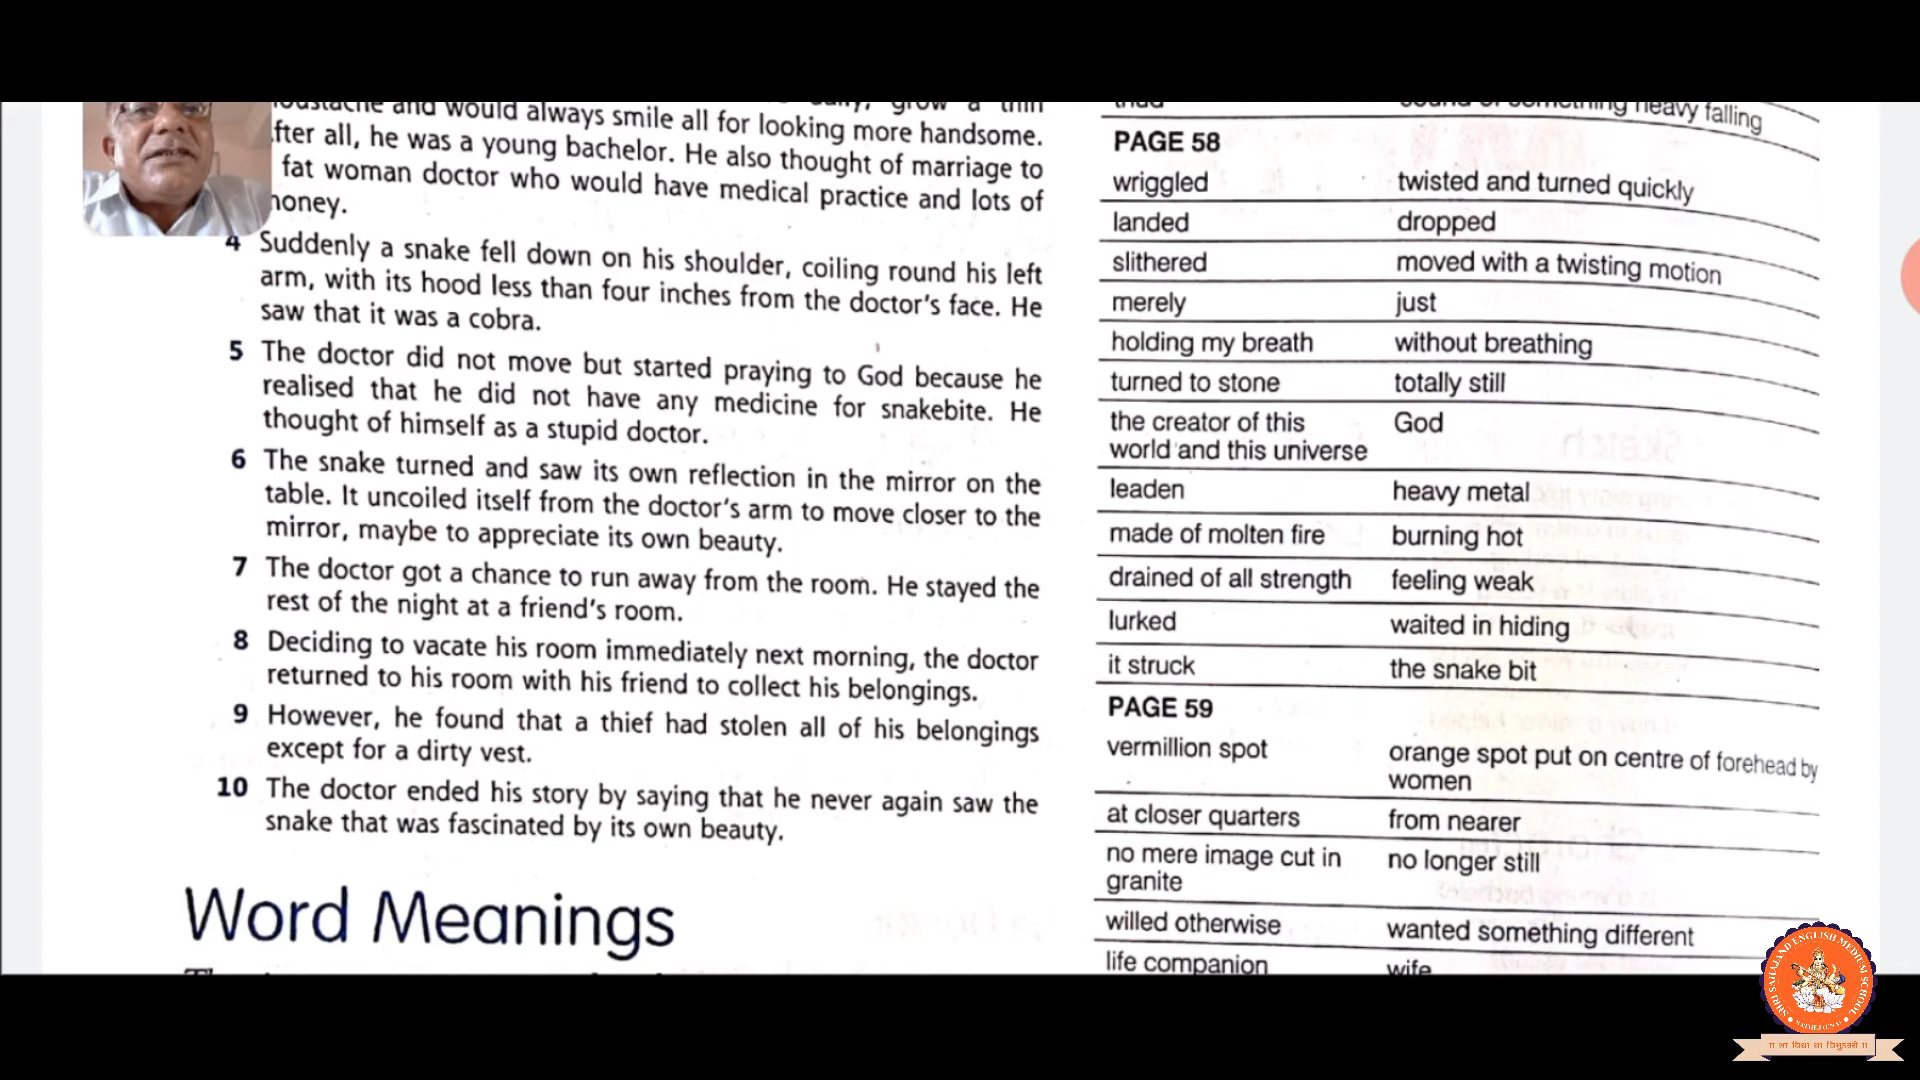 moustache and would always smile all for looking more handsome.
After all, he was a young bachelor. He also thought of marriage to
fat woman doctor who would have medical practice and lots of
money.
4 Suddenly a snake fell down on his shoulder, coiling round his left
arm, with its hood less than four inches from the doctor's face. He
saw that it was a cobra.
5 The doctor did not move but started praying to God because he
realised that he did not have any medicine for snakebite. He
thought of himself as a stupid doctor.
6 The snake turned and saw its own reflection in the mirror on the
table. It uncoiled itself from the doctor's arm to move closer to the
mirror, maybe to appreciate its own beauty.
7 The doctor got a chance to run away from the room. He stayed the
rest of the night at a friend's room.
8 Deciding to vacate his room immediately next morning, the doctor
returned to his room with his friend to collect his belongings.
9 However, he found that a thief had stolen all of his belongings
except for a dirty vest.
10 The doctor ended his story by saying that he never again saw the
snake that was fascinated by its own beauty.
Word Meanings
thud sound of something heavy falling
PAGE 58
wriggled twisted and turned quickly
landed dropped
slithered moved with a twisting motion
merely just
holding my breath without breathing
turned to stone totally still
the creator of this God
world and this universe
leaden heavy metal
made of molten fire burning hot
drained of all strength feeling weak
lurked waited in hiding
it struck the snake bit
PAGE 59
vermillion spot orange spot put on centre of forehead by
women
at closer quarters from nearer
no mere image cut in no longer still
granite
willed otherwise wanted something different
life companion wife
SHRI SAHAJANAND ENGLISH MEDIUM SCHOOL
॥ सा विद्या या विमुक्तये ॥